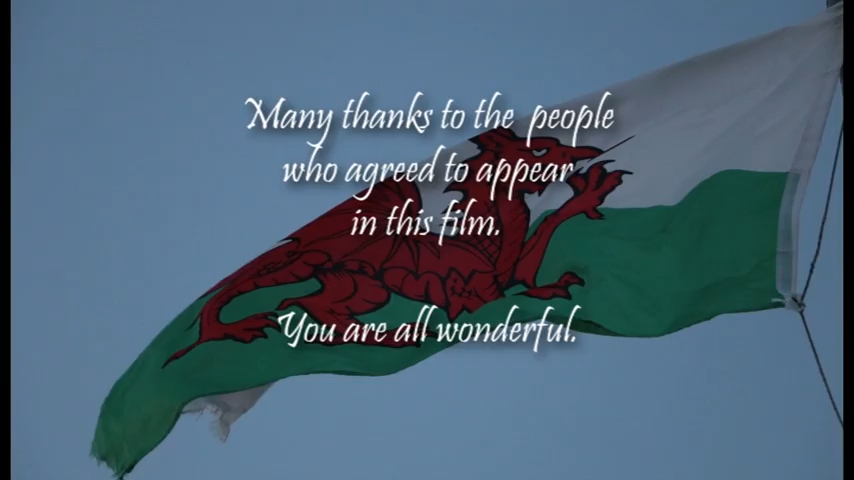 Many thanks to the people
who agreed to appear
in this film.
You are all wonderful.